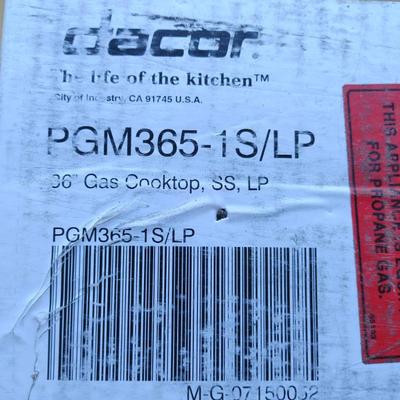 dacor.
The life of the kitchen™
City of Industry, CA 91745 U.S.A.
PGM365-1S/LP
36" Gas Cooktop, SS, LP
PGM365-1S/LP
THIS APPLIANCE IS
FOR PROPANE GAS.